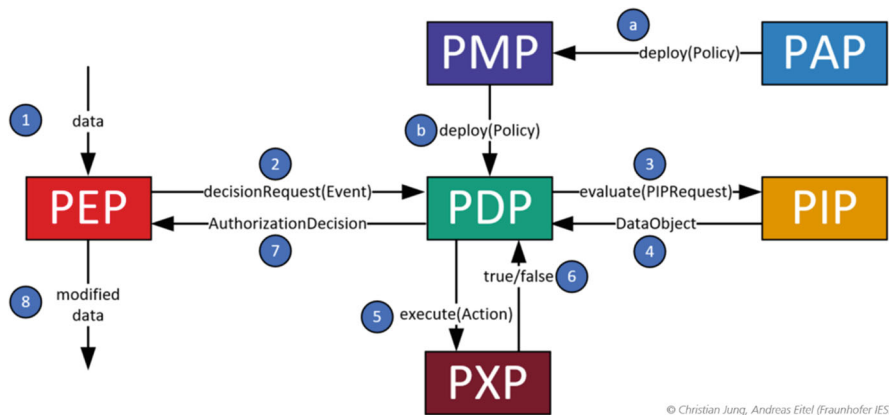 a
PMP
deploy(Policy)
PAP
1
data
b
deploy(Policy)
2
decisionRequest(Event)
3
evaluate(PIPRequest)
PEP
PDP
PIP
AuthorizationDecision
7
DataObject
4
8
modified
data
true/false
6
5
execute(Action)
PXP
© Christian Jung, Andreas Eitel (Fraunhofer IES